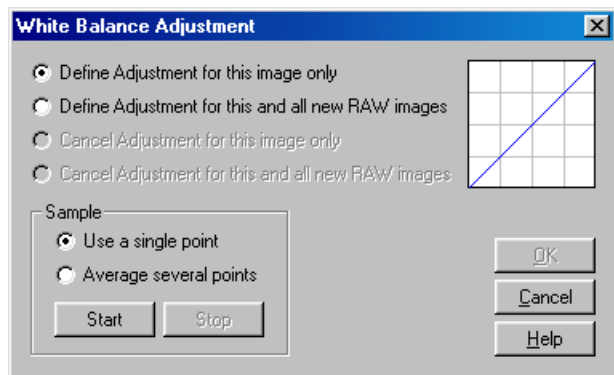 White Balance Adjustment
Define Adjustment for this image only
Define Adjustment for this and all new RAW images
Cancel Adjustment for this image only
Cancel Adjustment for this and all new RAW images
Sample
Use a single point
Average several points
Start Stop
OK
Cancel
Help